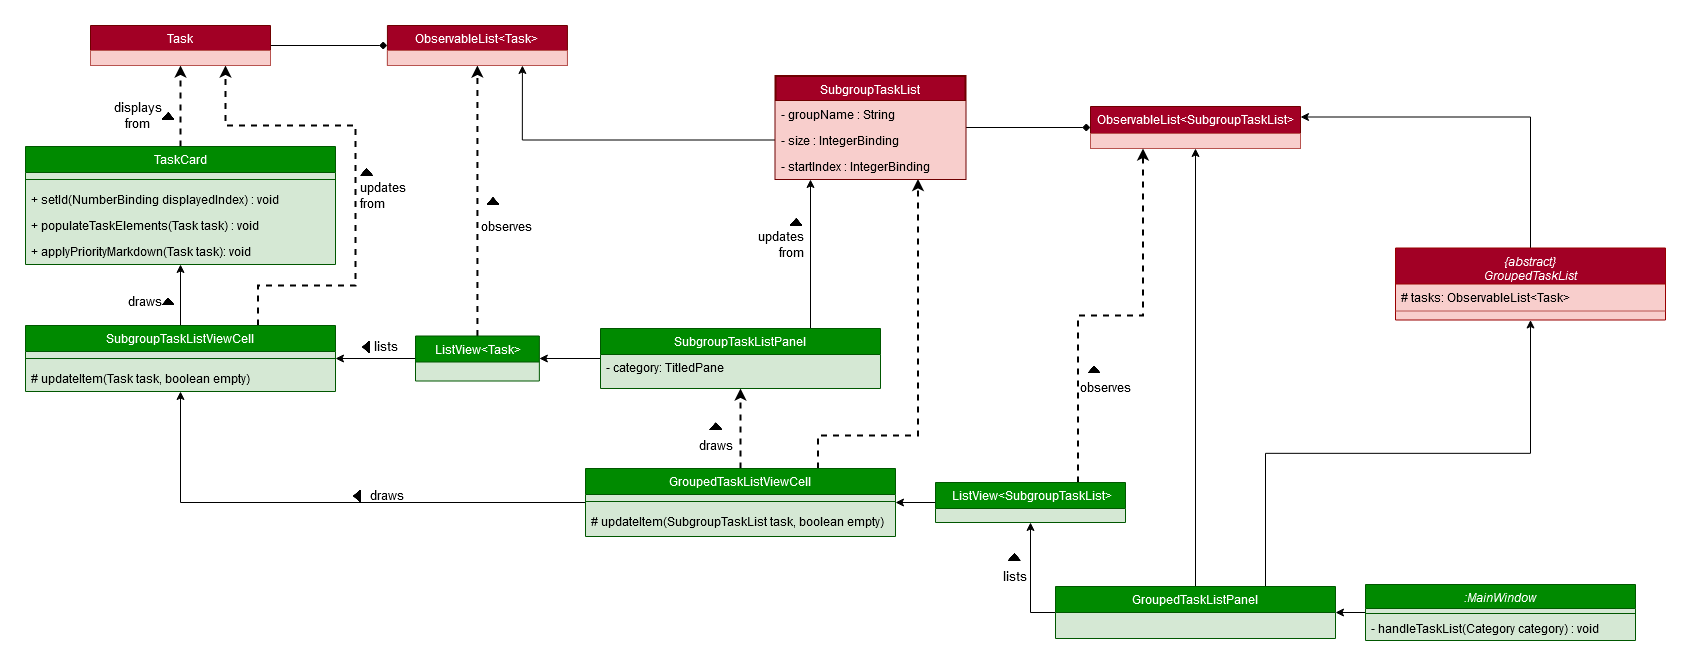 Task
ObservableList<Task>
SubgroupTaskList
- groupName : String
- size : IntegerBinding
- startIndex : IntegerBinding
ObservableList<SubgroupTaskList>
displays
from
TaskCard
+ setId(NumberBinding displayedIndex) : void
+ populateTaskElements(Task task) : void
+ applyPriorityMarkdown(Task task): void
updates
from
observes
updates
from
{abstract}
GroupedTaskList
# tasks: ObservableList<Task>
draws
SubgroupTaskListViewCell
# updateItem(Task task, boolean empty)
lists
ListView<Task>
SubgroupTaskListPanel
- category: TitledPane
observes
draws
draws
GroupedTaskListViewCell
# updateItem(SubgroupTaskList task, boolean empty)
ListView<SubgroupTaskList>
lists
GroupedTaskListPanel
:MainWindow
- handleTaskList(Category category) : void